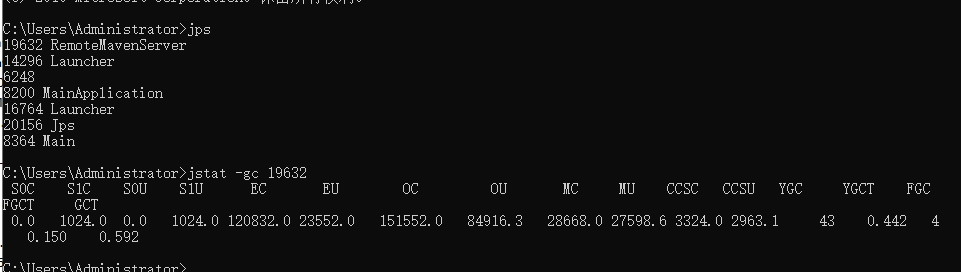 C:\Users\Administrator>jps
19632 RemoteMavenServer
14296 Launcher
6248
8200 MainApplication
16764 Launcher
20156 Jps
8364 Main
C:\Users\Administrator>jstat -gc 19632
S0C S1C S0U S1U EC EU OC OU MC MU CCSC CCSU YGC YGCT FGC
FGCT GCT
0.0 1024.0 0.0 1024.0 120832.0 23552.0 151552.0 84916.3 28668.0 27598.6 3324.0 2963.1 43 0.442 4
0.150 0.592
C:\Users\Administrator>